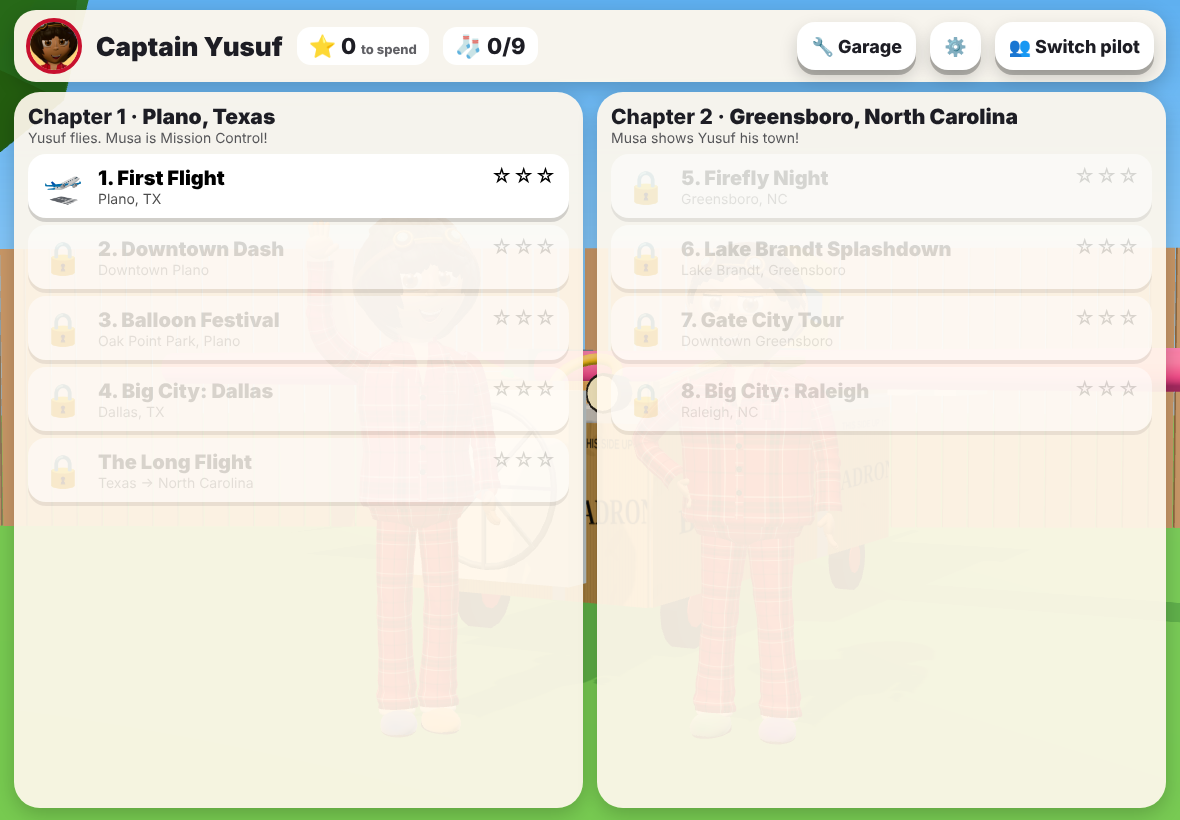 Captain Yusuf
0 to spend
0/9
Garage
Switch pilot
Chapter 1 · Plano, Texas
Yusuf flies. Musa is Mission Control!
1. First Flight
Plano, TX
2. Downtown Dash
Downtown Plano
3. Balloon Festival
Oak Point Park, Plano
4. Big City: Dallas
Dallas, TX
The Long Flight
Texas → North Carolina
Chapter 2 · Greensboro, North Carolina
Musa shows Yusuf his town!
5. Firefly Night
Greensboro, NC
6. Lake Brandt Splashdown
Lake Brandt, Greensboro
7. Gate City Tour
Downtown Greensboro
8. Big City: Raleigh
Raleigh, NC